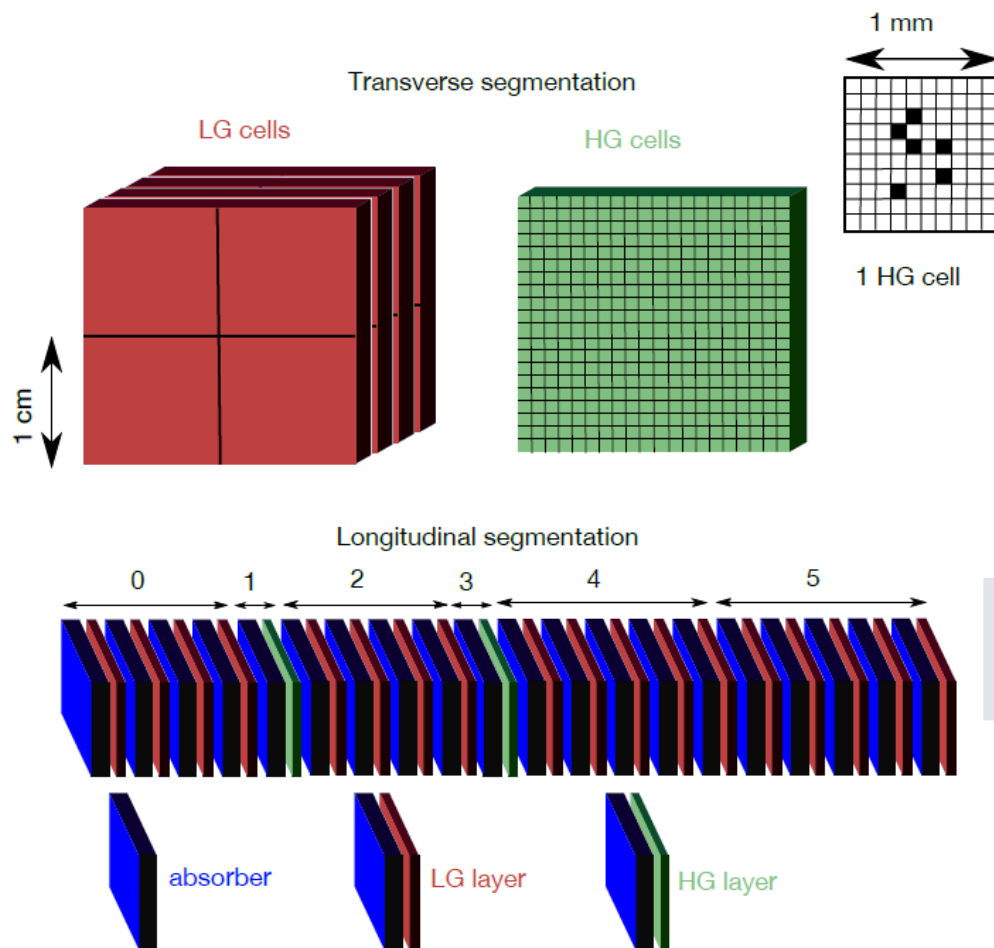 1 mm
Transverse segmentation
LG cells
HG cells
1 HG cell
1 cm
Longitudinal segmentation
0 1 2 3 4 5
absorber
LG layer
HG layer